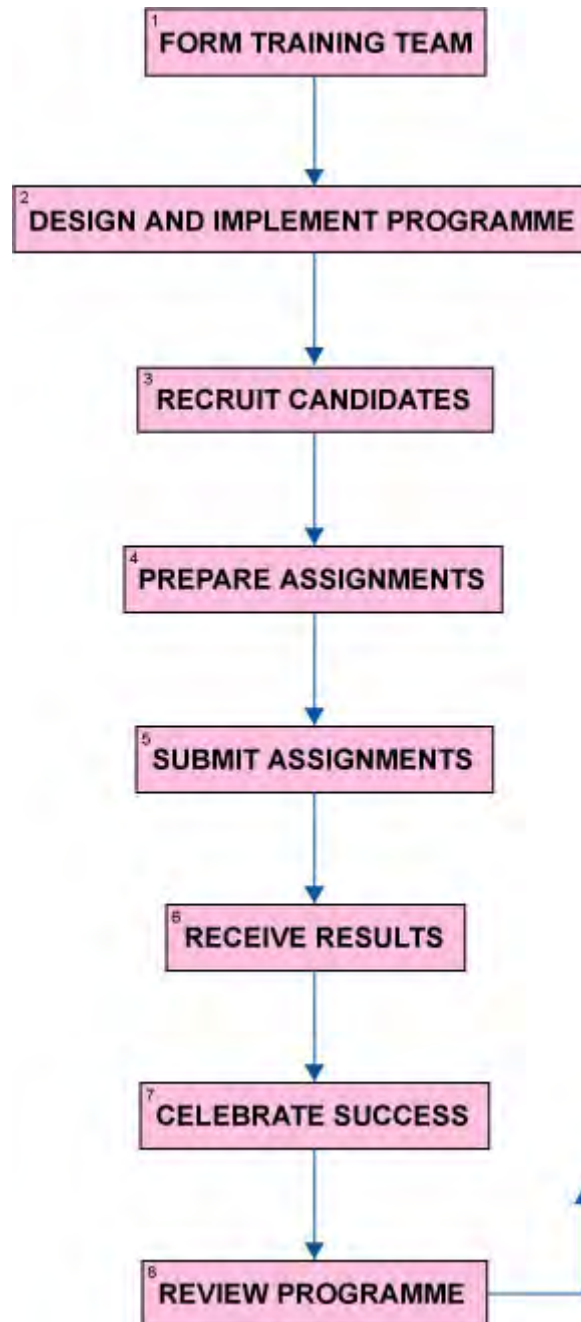 1
FORM TRAINING TEAM
2
DESIGN AND IMPLEMENT PROGRAMME
3
RECRUIT CANDIDATES
4
PREPARE ASSIGNMENTS
5
SUBMIT ASSIGNMENTS
6
RECEIVE RESULTS
7
CELEBRATE SUCCESS
8
REVIEW PROGRAMME